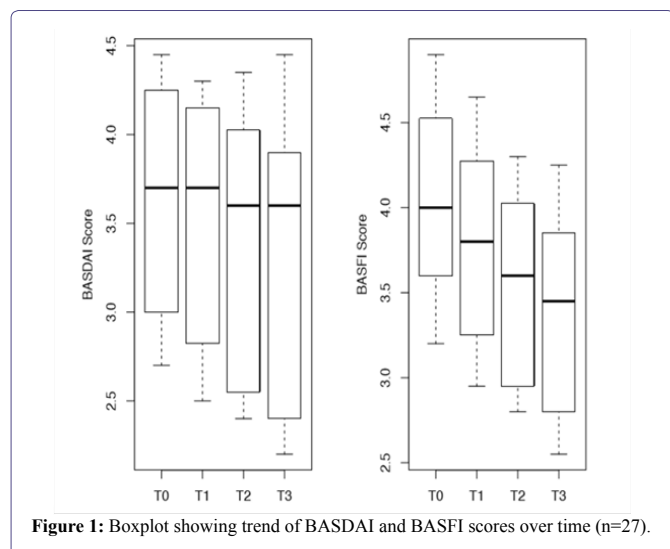 BASDAI Score
4.5
4.0
3.5
3.0
2.5
T0 T1 T2 T3
BASFI Score
4.5
4.0
3.5
3.0
2.5
T0 T1 T2 T3
Figure 1: Boxplot showing trend of BASDAI and BASFI scores over time (n=27).